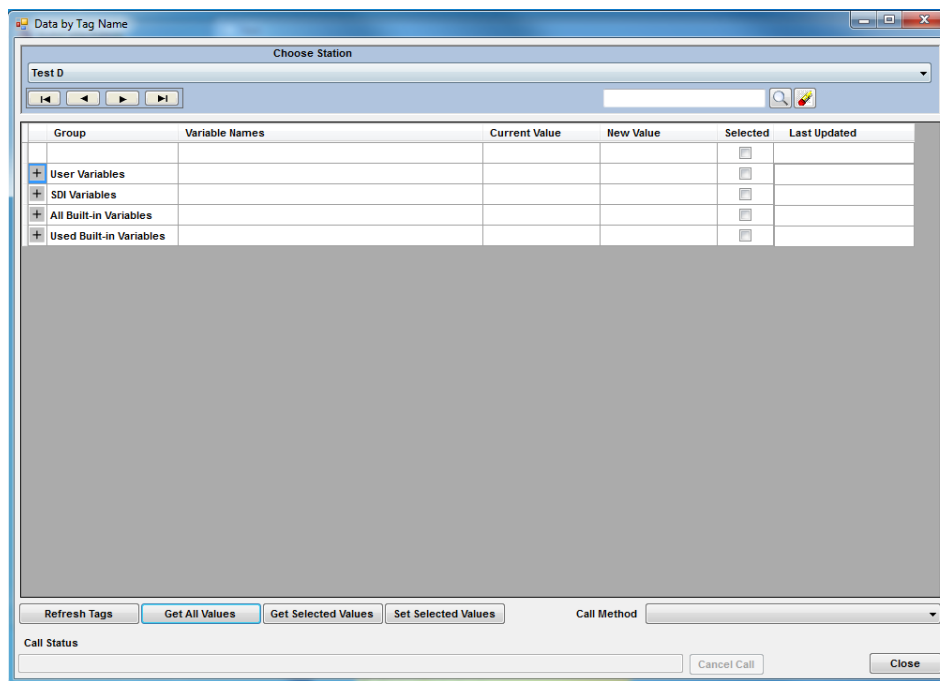 Data by Tag Name
Choose Station
Test D
Group Variable Names Current Value New Value Selected Last Updated
User Variables
SDI Variables
All Built-in Variables
Used Built-in Variables
Refresh Tags Get All Values Get Selected Values Set Selected Values Call Method
Call Status
Cancel Call Close